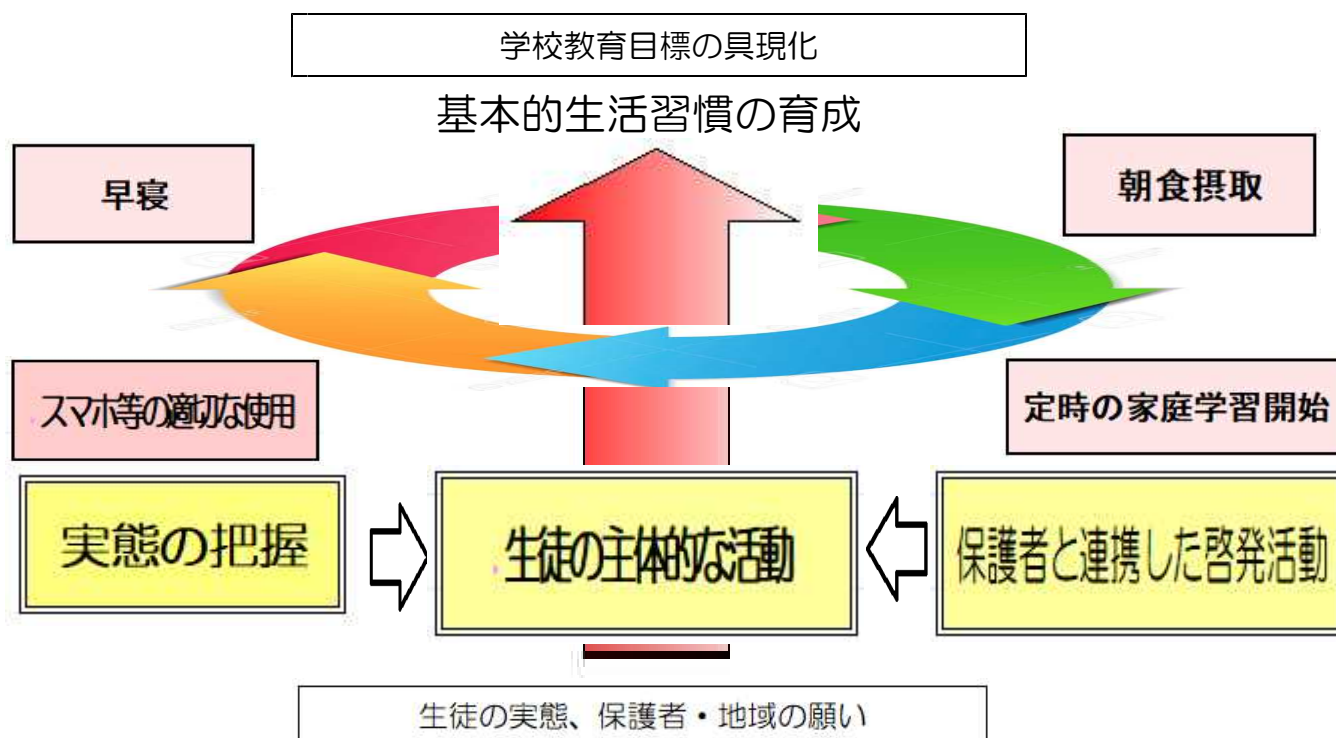 学校教育目標の具現化
基本的生活習慣の育成
早寝
朝食摂取
スマホ等の適切な使用
定時の家庭学習開始
実態の把握
生徒の主体的な活動
保護者と連携した啓発活動
生徒の実態、保護者・地域の願い